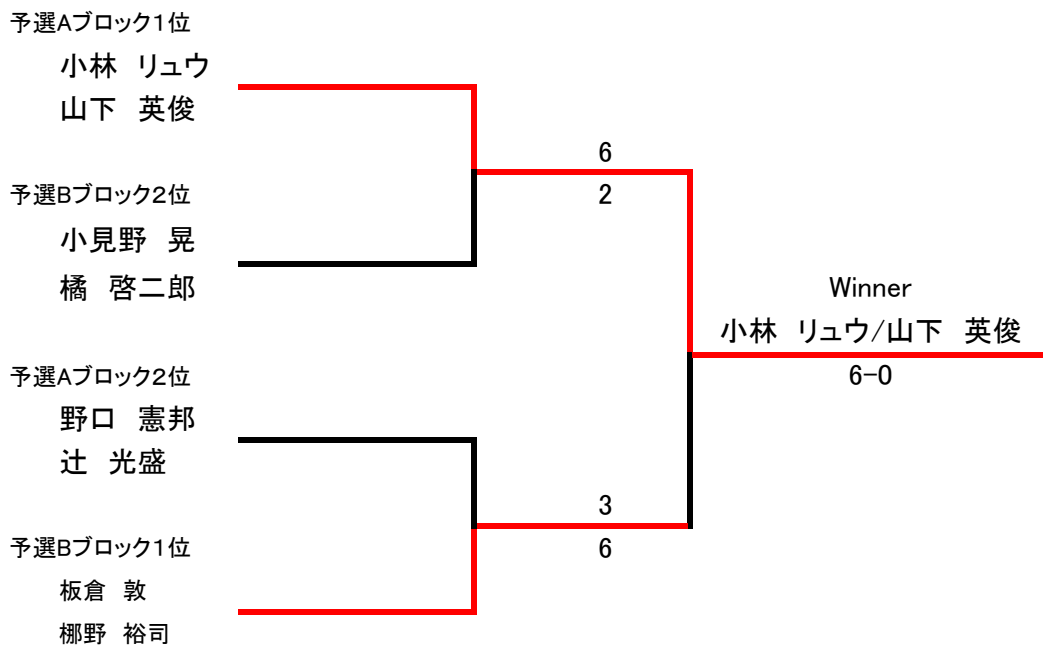 予選Aブロック1位
小林　リュウ
山下　英俊
6
2
予選Bブロック2位
小見野　晃
橘　啓二郎
Winner
小林　リュウ/山下　英俊
6-0
予選Aブロック2位
野口　憲邦
辻　光盛
3
6
予選Bブロック1位
板倉　敦
梛野　裕司